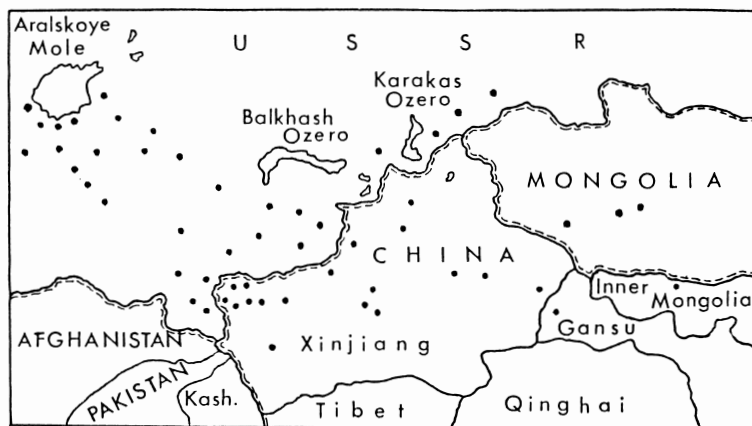 Aralskoye
Mole
U S S R
Karakas
Ozero
Balkhash
Ozero
MONGOLIA
CHINA
Inner
Mongolia
AFGHANISTAN
Xinjiang
Gansu
PAKISTAN
Kash.
Tibet
Qinghai